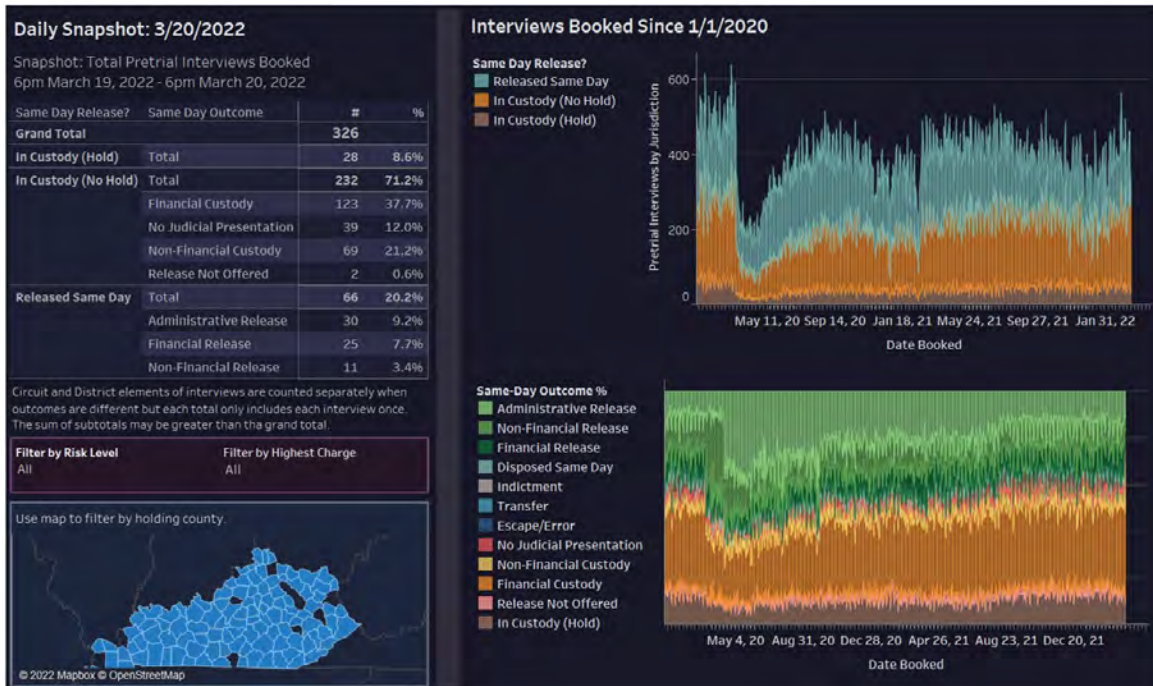 Daily Snapshot: 3/20/2022
Snapshot: Total Pretrial Interviews Booked
6pm March 19, 2022 - 6pm March 20, 2022
Same Day Release? Same Day Outcome # %
Grand Total 326
In Custody (Hold) Total 28 8.6%
In Custody (No Hold) Total 232 71.2%
Financial Custody 123 37.7%
No Judicial Presentation 39 12.0%
Non-Financial Custody 69 21.2%
Release Not Offered 2 0.6%
Released Same Day Total 66 20.2%
Administrative Release 30 9.2%
Financial Release 25 7.7%
Non-Financial Release 11 3.4%
Circuit and District elements of interviews are counted separately when
outcomes are different but each total only includes each interview once.
The sum of subtotals may be greater than tha grand total.
Filter by Risk Level Filter by Highest Charge
All All
Use map to filter by holding county.
© 2022 Mapbox © OpenStreetMap
Interviews Booked Since 1/1/2020
Same Day Release?
Released Same Day
In Custody (No Hold)
In Custody (Hold)
Pretrial Interviews by Jurisdiction
600
400
200
0
May 11, 20 Sep 14, 20 Jan 18, 21 May 24, 21 Sep 27, 21 Jan 31, 22
Date Booked
Same-Day Outcome %
Administrative Release
Non-Financial Release
Financial Release
Disposed Same Day
Indictment
Transfer
Escape/Error
No Judicial Presentation
Non-Financial Custody
Financial Custody
Release Not Offered
In Custody (Hold)
May 4, 20 Aug 31, 20 Dec 28, 20 Apr 26, 21 Aug 23, 21 Dec 20, 21
Date Booked